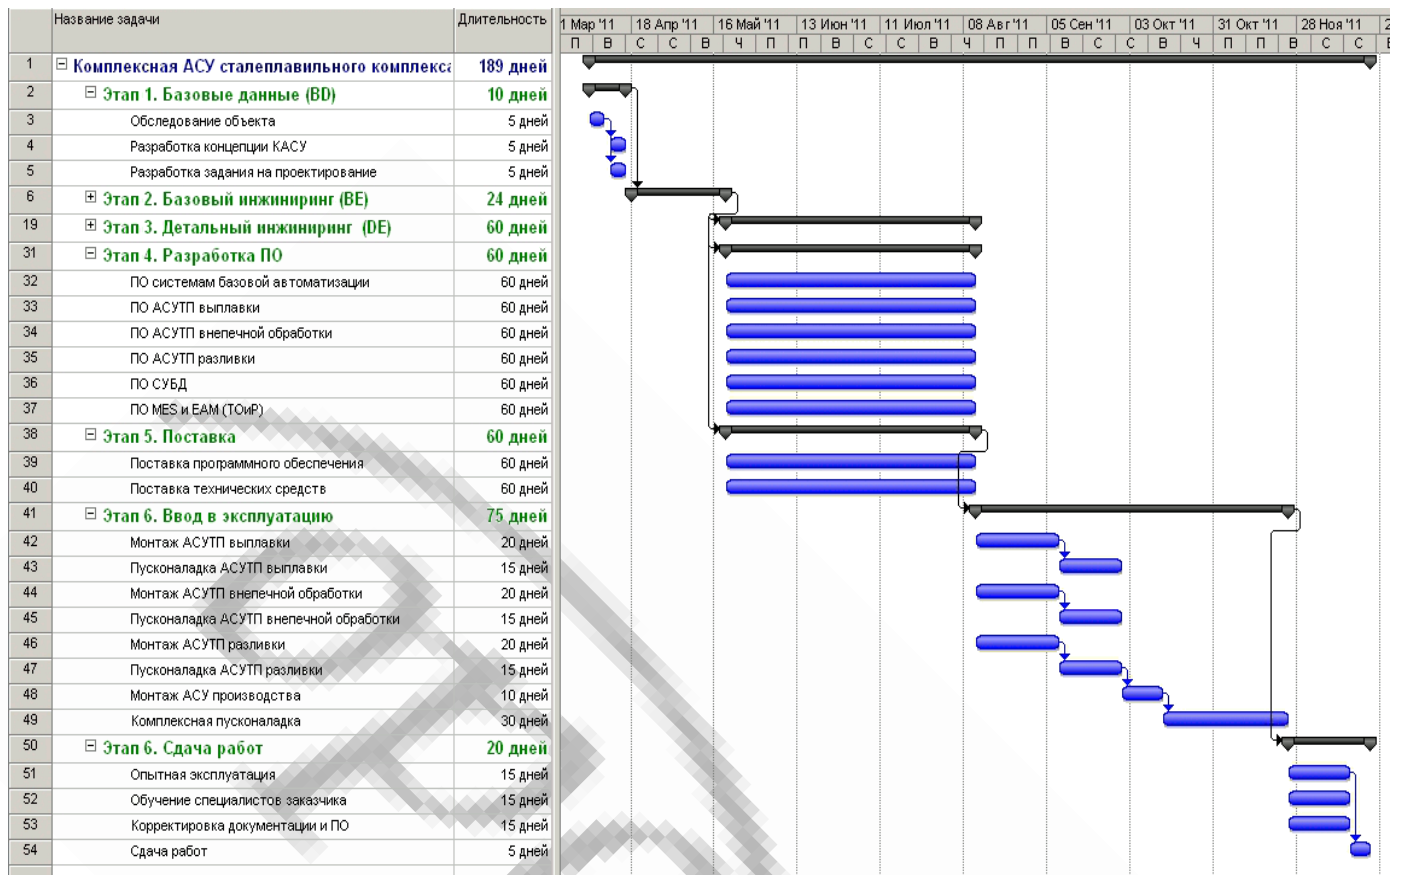 Название задачи Длительность
1 Мар '11 18 Апр '11 16 Май '11 13 Июн '11 11 Июл '11 08 Авг '11 05 Сен '11 03 Окт '11 31 Окт '11 28 Ноя '11 2
П В С С В Ч П П В С С В Ч П П В С С В Ч П П В С С
1 Комплексная АСУ сталеплавильного комплекса 189 дней
2 Этап 1. Базовые данные (BD) 10 дней
3 Обследование объекта 5 дней
4 Разработка концепции КАСУ 5 дней
5 Разработка задания на проектирование 5 дней
6 Этап 2. Базовый инжиниринг (BE) 24 дней
19 Этап 3. Детальный инжиниринг (DE) 60 дней
31 Этап 4. Разработка ПО 60 дней
32 ПО системам базовой автоматизации 60 дней
33 ПО АСУТП выплавки 60 дней
34 ПО АСУТП внепечной обработки 60 дней
35 ПО АСУТП разливки 60 дней
36 ПО СУБД 60 дней
37 ПО MES и EAM (ТОиР) 60 дней
38 Этап 5. Поставка 60 дней
39 Поставка программного обеспечения 60 дней
40 Поставка технических средств 60 дней
41 Этап 6. Ввод в эксплуатацию 75 дней
42 Монтаж АСУТП выплавки 20 дней
43 Пусконаладка АСУТП выплавки 15 дней
44 Монтаж АСУТП внепечной обработки 20 дней
45 Пусконаладка АСУТП внепечной обработки 15 дней
46 Монтаж АСУТП разливки 20 дней
47 Пусконаладка АСУТП разливки 15 дней
48 Монтаж АСУ производства 10 дней
49 Комплексная пусконаладка 30 дней
50 Этап 6. Сдача работ 20 дней
51 Опытная эксплуатация 15 дней
52 Обучение специалистов заказчика 15 дней
53 Корректировка документации и ПО 15 дней
54 Сдача работ 5 дней